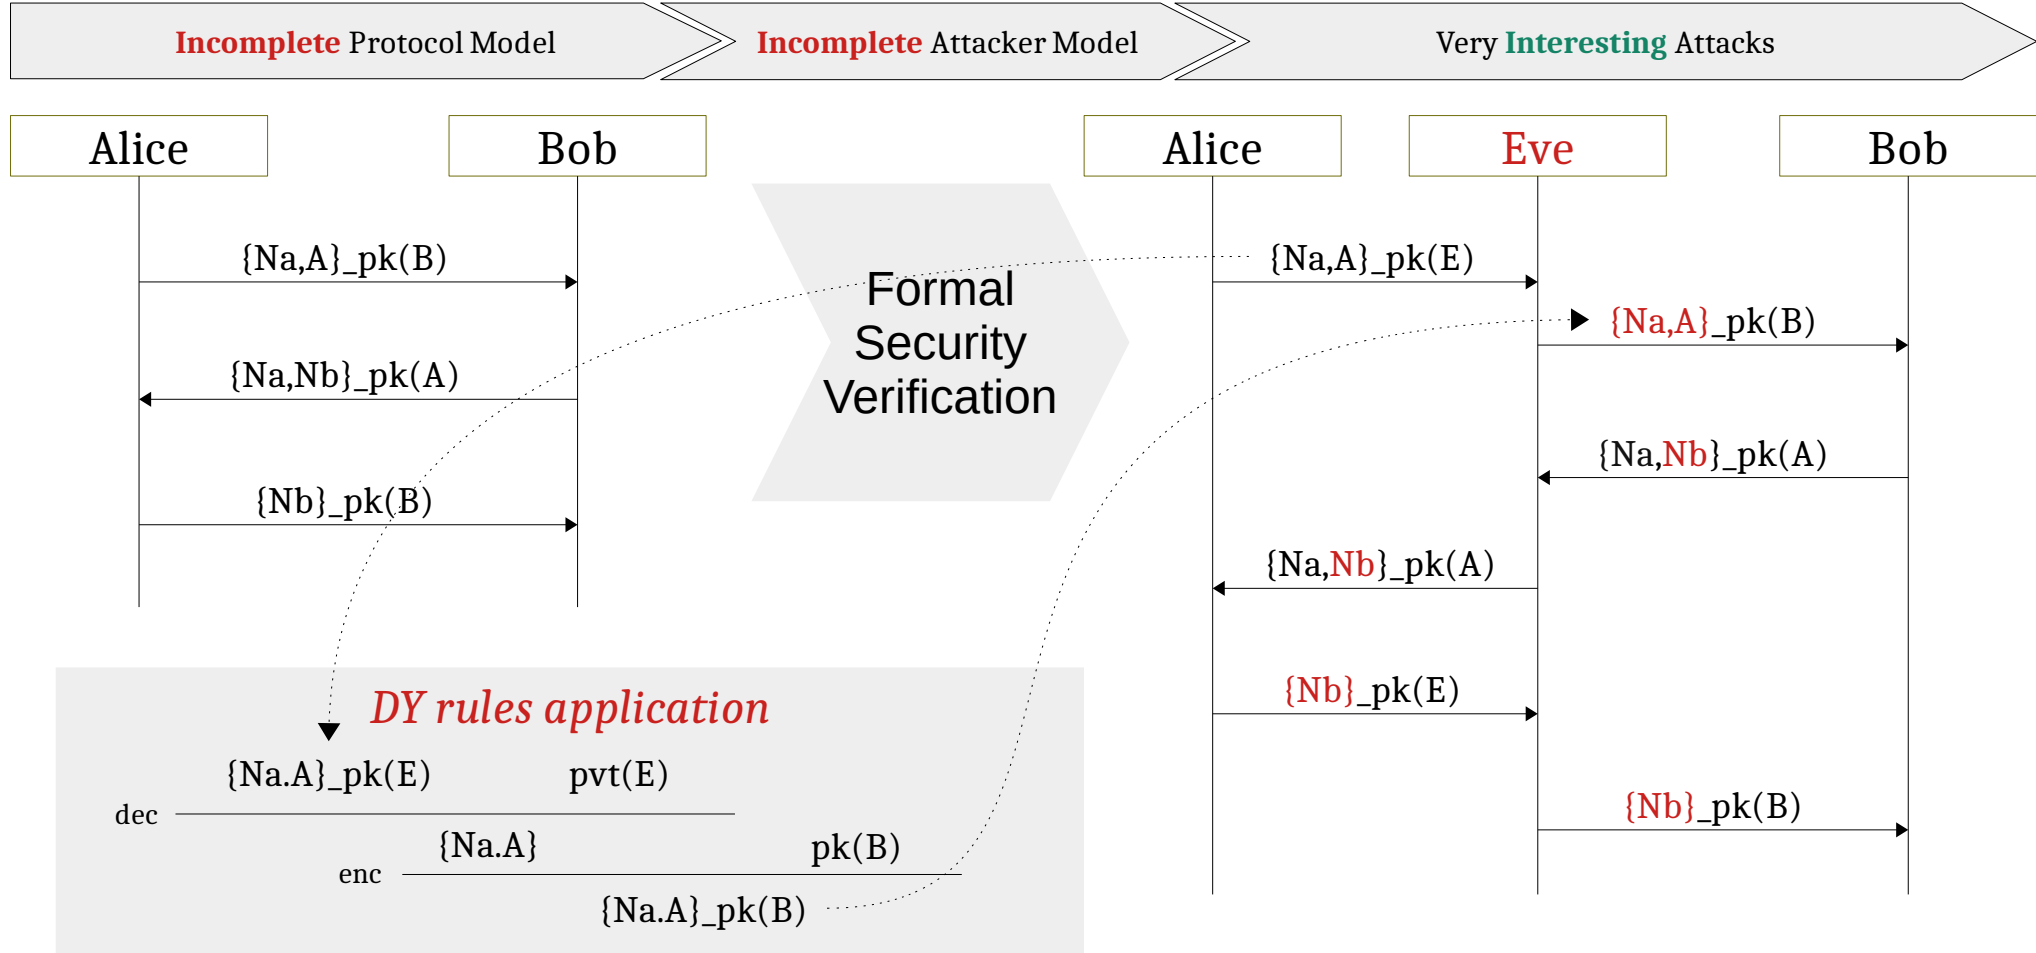 Incomplete Protocol Model
Incomplete Attacker Model
Very Interesting Attacks
Alice
Bob
{Na,A}_pk(B)
{Na,Nb}_pk(A)
{Nb}_pk(B)
Formal
Security
Verification
Alice
Eve
Bob
{Na,A}_pk(E)
{Na,A}_pk(B)
{Na,Nb}_pk(A)
{Na,Nb}_pk(A)
{Nb}_pk(E)
{Nb}_pk(B)
DY rules application
{Na.A}_pk(E) pvt(E)
dec
{Na.A} pk(B)
enc
{Na.A}_pk(B)